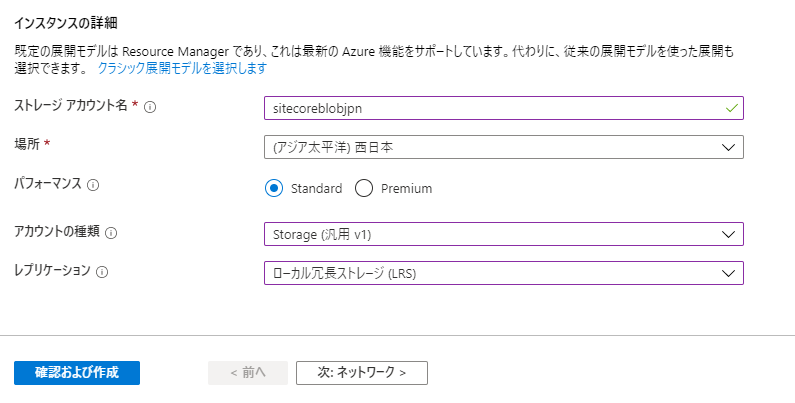 インスタンスの詳細
既定の展開モデルは Resource Manager であり、これは最新の Azure 機能をサポートしています。代わりに、従来の展開モデルを使った展開も
選択できます。 クラシック展開モデルを選択します
ストレージ アカウント名 * sitecoreblobjpn
場所 * (アジア太平洋) 西日本
パフォーマンス Standard Premium
アカウントの種類 Storage (汎用 v1)
レプリケーション ローカル冗長ストレージ (LRS)
確認および作成 < 前へ 次: ネットワーク >